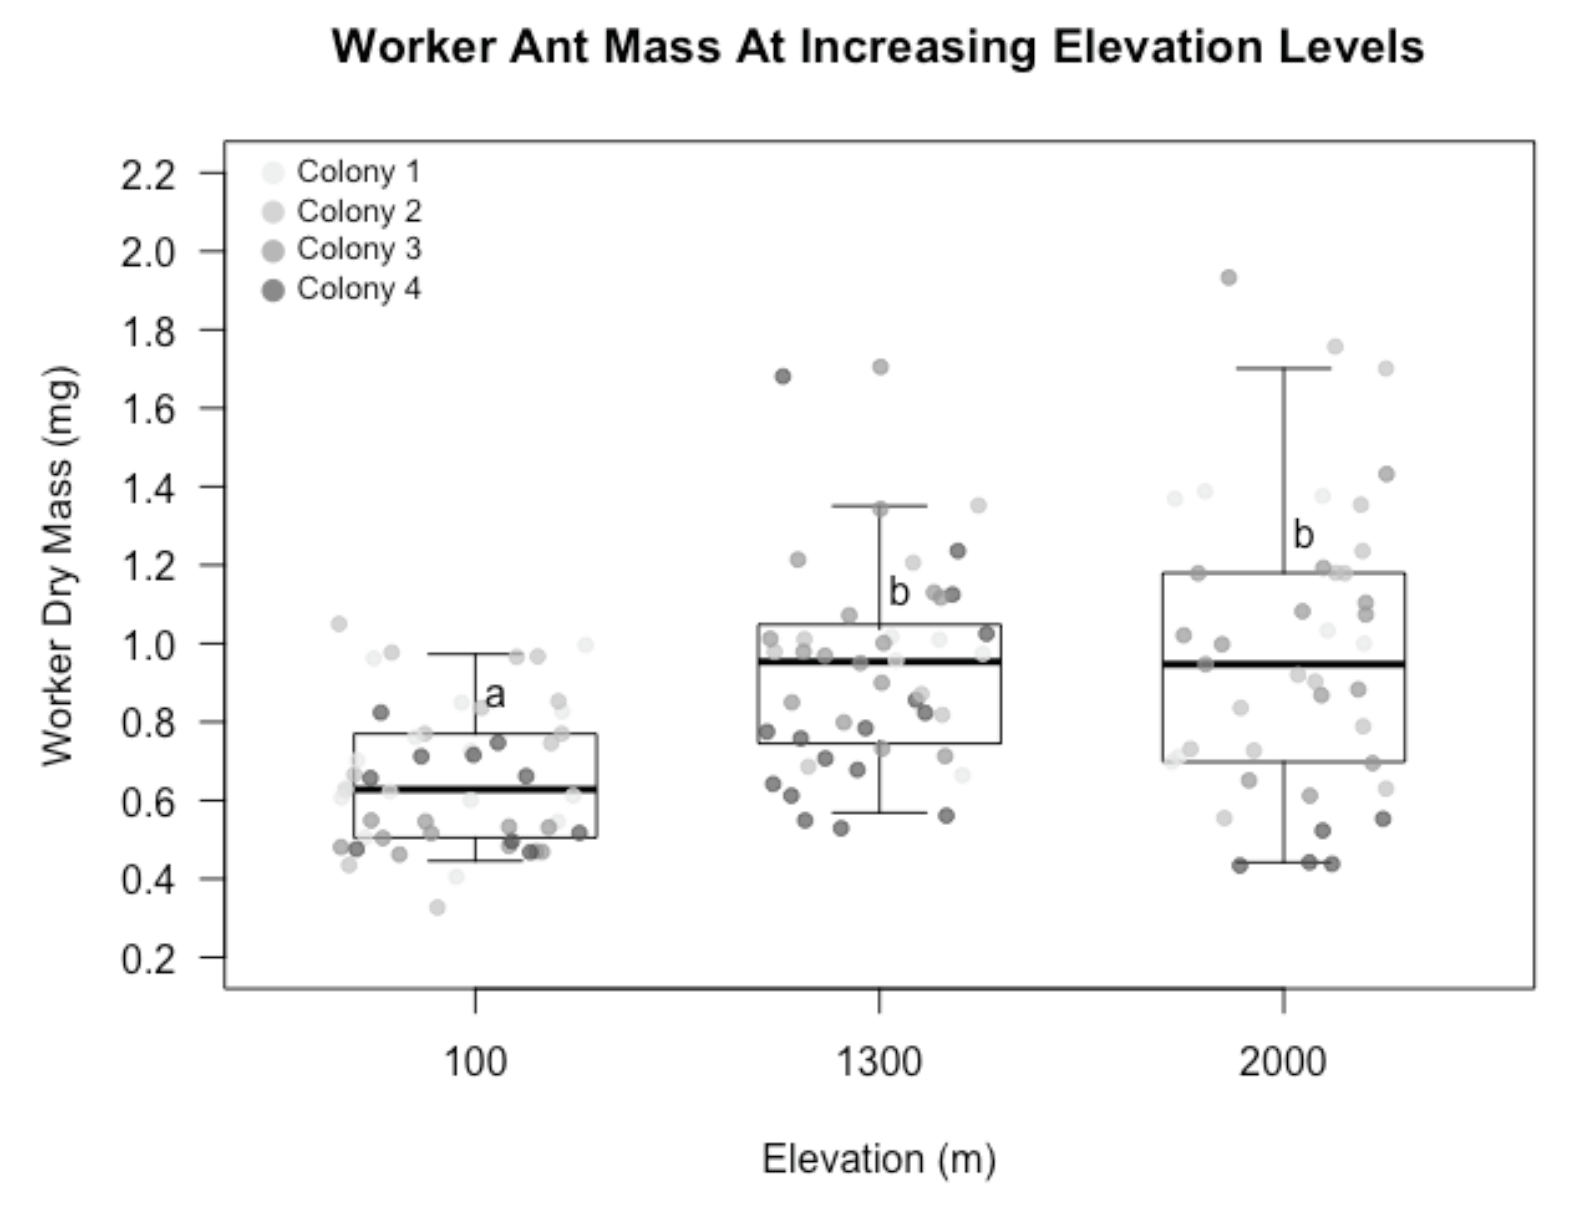 Worker Ant Mass At Increasing Elevation Levels
Colony 1
Colony 2
Colony 3
Colony 4
2.2
2.0
1.8
1.6
1.4
1.2
1.0
0.8
0.6
0.4
0.2
Worker Dry Mass (mg)
a
b
b
100
1300
2000
Elevation (m)